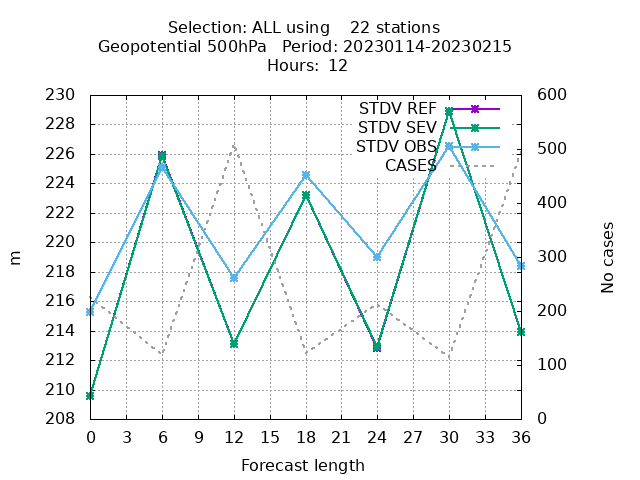 Selection: ALL using    22 stations
Geopotential 500hPa   Period: 20230114-20230215
Hours: 12
STDV REF
STDV SEV
STDV OBS
CASES
230
228
226
224
222
220
218
216
214
212
210
208
600
500
400
300
200
100
0
m
No cases
0 3 6 9 12 15 18 21 24 27 30 33 36
Forecast length